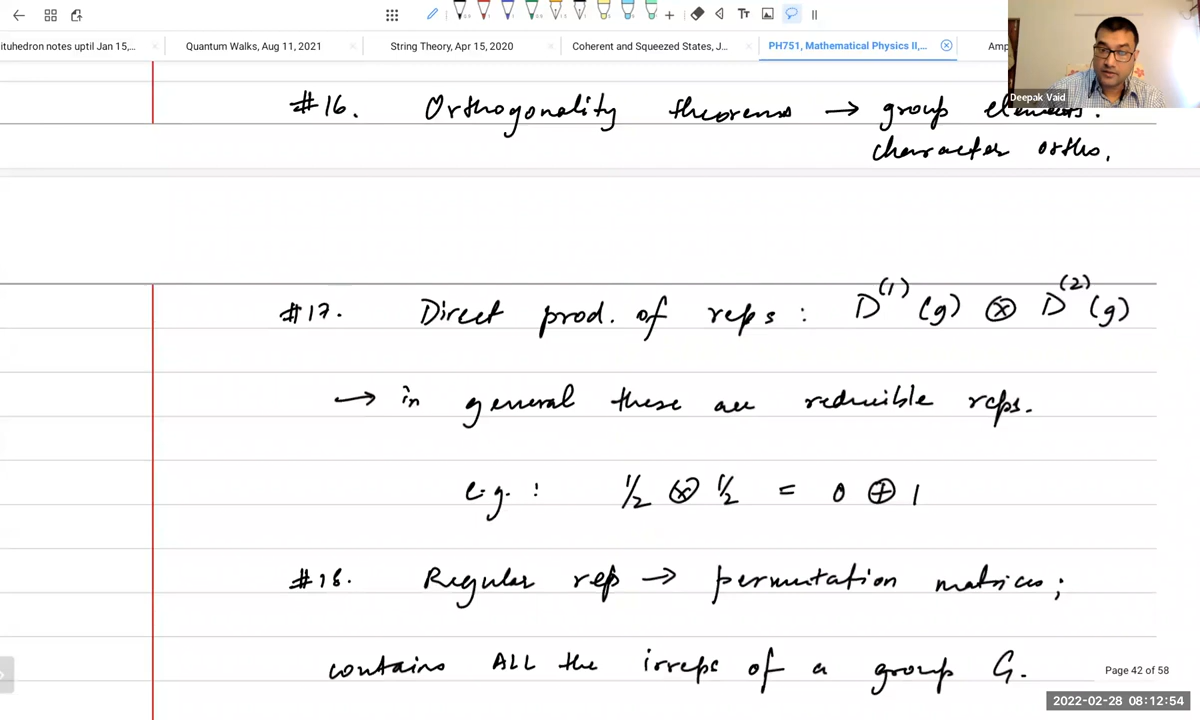 ituhedron notes uptil Jan 15,...
Quantum Walks, Aug 11, 2021
String Theory, Apr 15, 2020
Coherent and Squeezed States, J...
PH751, Mathematical Physics II,...
Amp
Deepak Vaid
#16. Orthogonality theorems → group elements.
character ortho.
#17. Direct prod. of reps : D^(1)(g) ⊗ D^(2)(g)
→ in general these are reducible reps.
e.g. : 1/2 ⊗ 1/2 = 0 ⊕ 1
#18. Regular rep → permutation matrices ;
contains ALL the irreps of a group G.
Page 42 of 58
2022-02-28 08:12:54